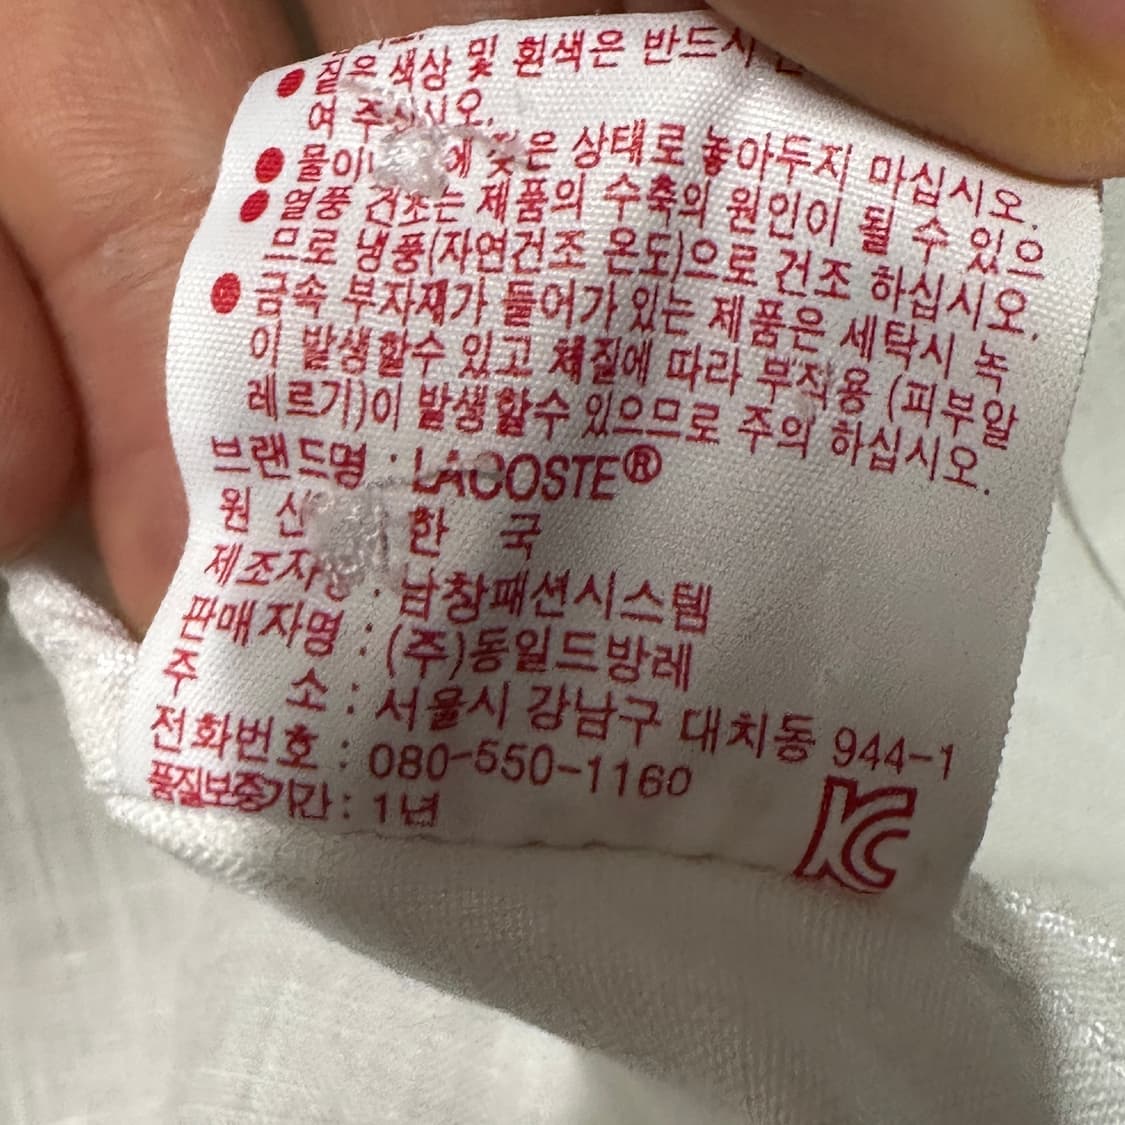 ● 짙은 색상 및 흰색은 반드시
여 주십시오.
● 물이 에 젖은 상태로 놓아두지 마십시오.
● 열풍 건조는 제품의 수축의 원인이 될 수 있으
므로 냉풍(자연건조 온도)으로 건조 하십시오.
● 금속 부자재가 들어가 있는 제품은 세탁시 녹
이 발생할수 있고 체질에 따라 부작용 (피부알
레르기)이 발생할수 있으므로 주의 하십시오.
브랜드명 : LACOSTE®
원 산 한 국
제조자명 : 남창패션시스템
판매자명 : (주)동일드방레
주 소 : 서울시 강남구 대치동 944-1
전화번호 : 080-550-1160
품질보증기간 : 1년
KC